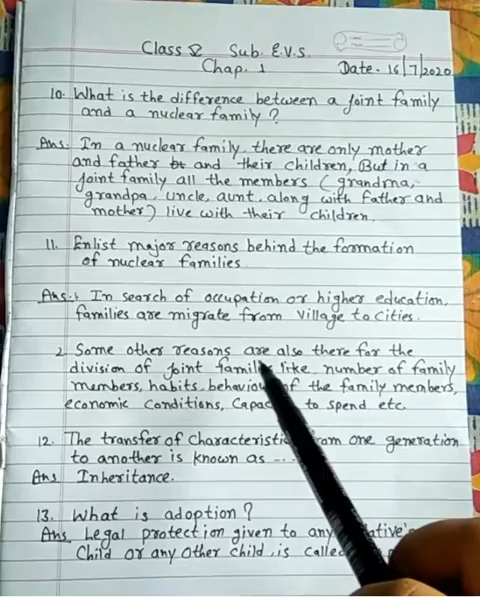 Class V Sub. E.V.S.
Chap. 1 Date. 16/7/2020
10. What is the difference between a joint family
and a nuclear family?
Ans: In a nuclear family, there are only mother
and father and their children, But in a
joint family all the members (grandma,
grandpa, uncle, aunt, along with father and
mother) live with their children.
11. Enlist major reasons behind the formation
of nuclear families
Ans: 1. In search of occupation or higher education,
families are migrate from village to cities.
2. Some other reasons are also there for the
division of joint families like number of family
members, habits, behaviour of the family members,
economic conditions, to spend etc.
12. The transfer of from one generation
to another is known as ....
Ans Inheritance.
13. What is adoption?
Ans. Legal protection given to any
child or any other child is